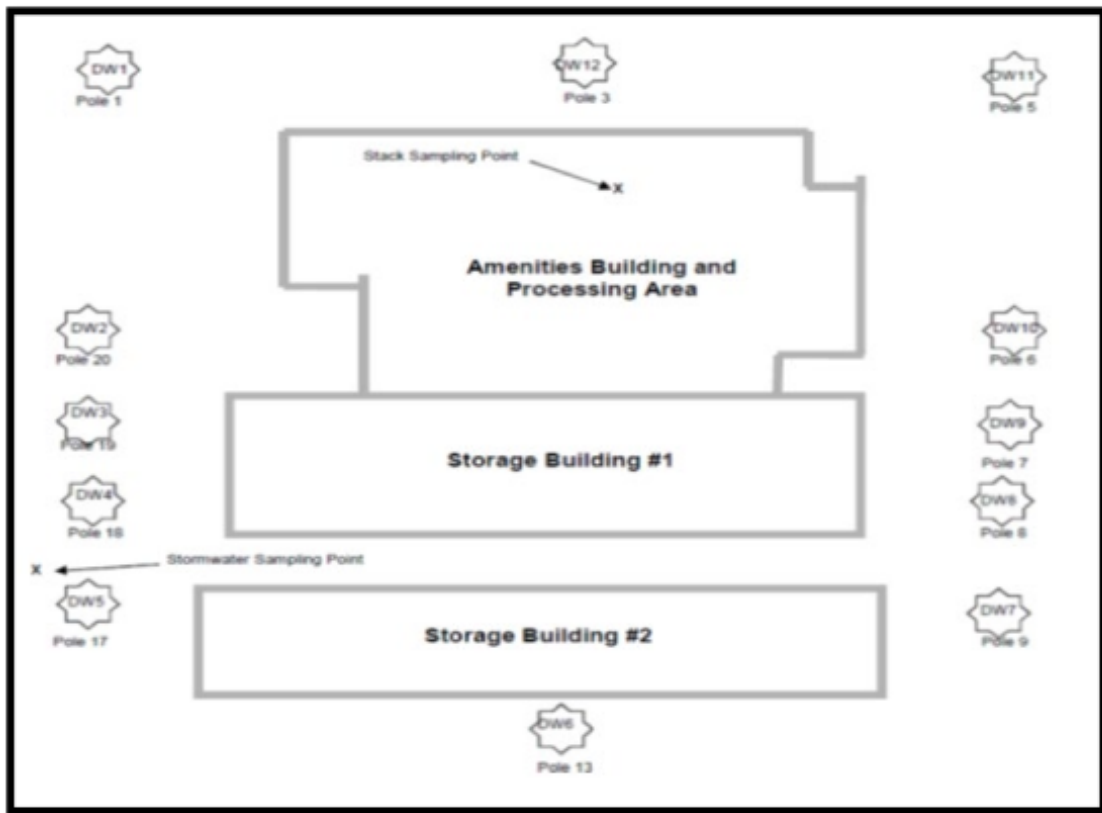 DW1
Pole 1
DW12
Pole 3
DW11
Pole 5
Stack Sampling Point
X
Amenities Building and
Processing Area
DW2
Pole 20
DW10
Pole 6
DW3
Pole 19
DW9
Pole 7
Storage Building #1
DW4
Pole 18
DW8
Pole 8
Stormwater Sampling Point
X
DW5
Pole 17
Storage Building #2
DW7
Pole 9
DW6
Pole 13